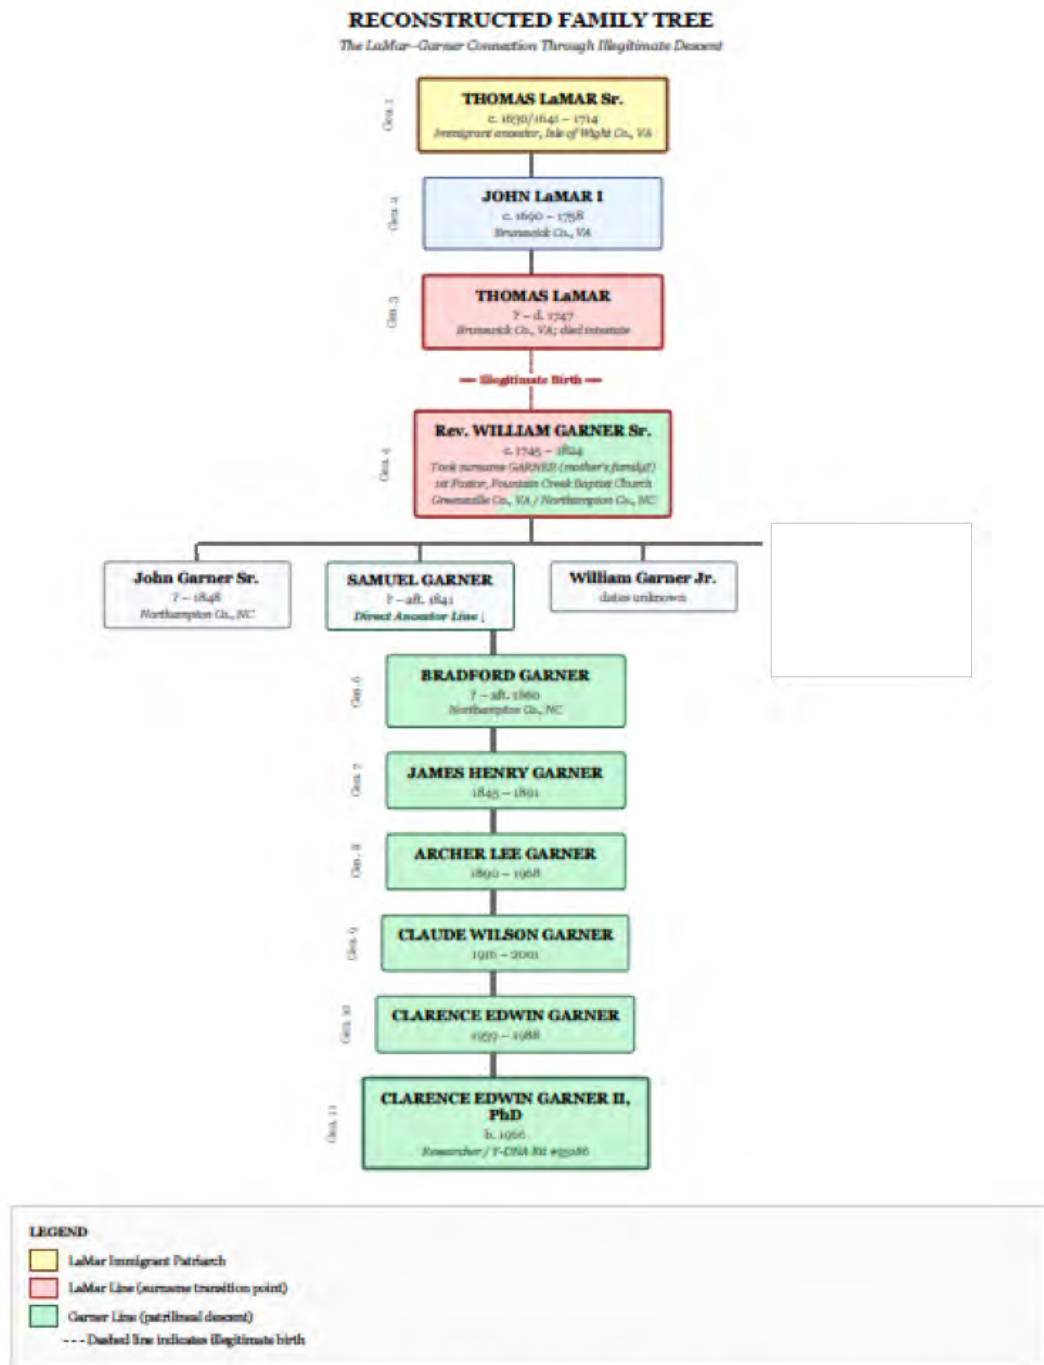 RECONSTRUCTED FAMILY TREE
The LaMar–Garner Connection Through Illegitimate Descent
Gen. 1
THOMAS LaMAR Sr.
c. 1630/1641 – 1714
Immigrant ancestor, Isle of Wight Co., VA
Gen. 2
JOHN LaMAR I
c. 1690 – 1758
Brunswick Co., VA
Gen. 3
THOMAS LaMAR
? – d. 1747
Brunswick Co., VA; died intestate
Illegitimate Birth
Gen. 4
Rev. WILLIAM GARNER Sr.
c. 1745 – 1824
Took surname GARNER (mother's family?)
1st Pastor, Fountain Creek Baptist Church
Greensville Co., VA / Northampton Co., NC
John Garner Sr.
? – 1848
Northampton Co., NC
SAMUEL GARNER
? – aft. 1841
Direct Ancestor Line ↓
William Garner Jr.
dates unknown
Gen. 6
BRADFORD GARNER
? – aft. 1860
Northampton Co., NC
Gen. 7
JAMES HENRY GARNER
1845 – 1891
Gen. 8
ARCHER LEE GARNER
1890 – 1968
Gen. 9
CLAUDE WILSON GARNER
1916 – 2001
Gen. 10
CLARENCE EDWIN GARNER
– 1988
Gen. 11
CLARENCE EDWIN GARNER II,
PhD
b. 1966
Researcher / Y-DNA Kit
LEGEND
LaMar Immigrant Patriarch
LaMar Line (surname transition point)
Garner Line (patrilineal descent)
--- Dashed line indicates illegitimate birth